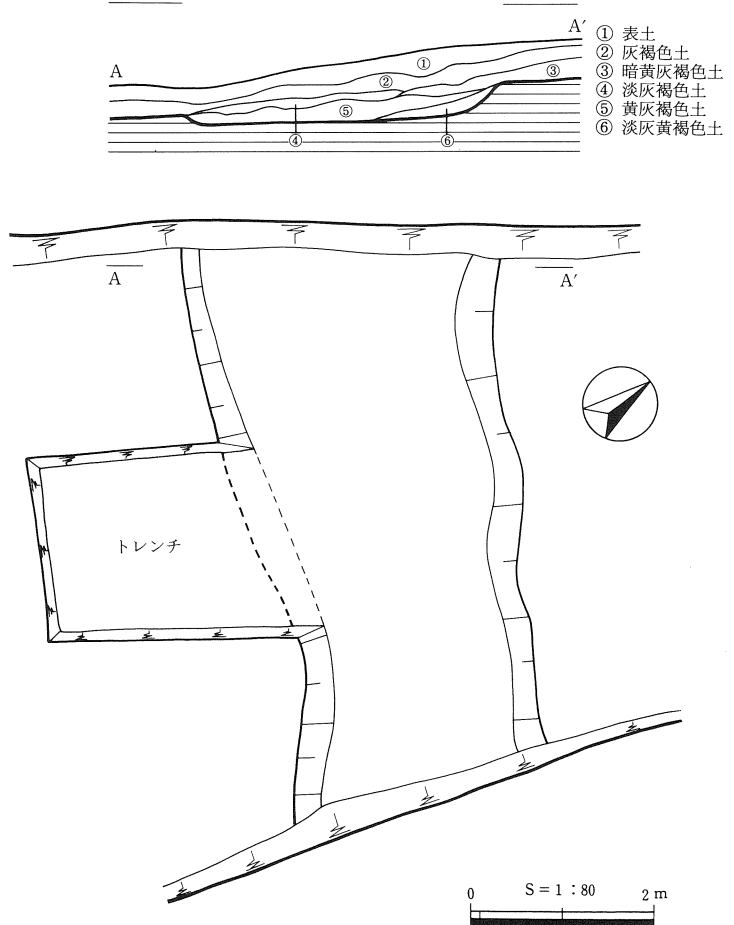 A
A′
① 表土
② 灰褐色土
③ 暗黄灰褐色土
④ 淡灰褐色土
⑤ 黄灰褐色土
⑥ 淡灰黄褐色土
①
②
③
⑤
④
⑥
A
A′
トレンチ
S=1:80
0
2 m